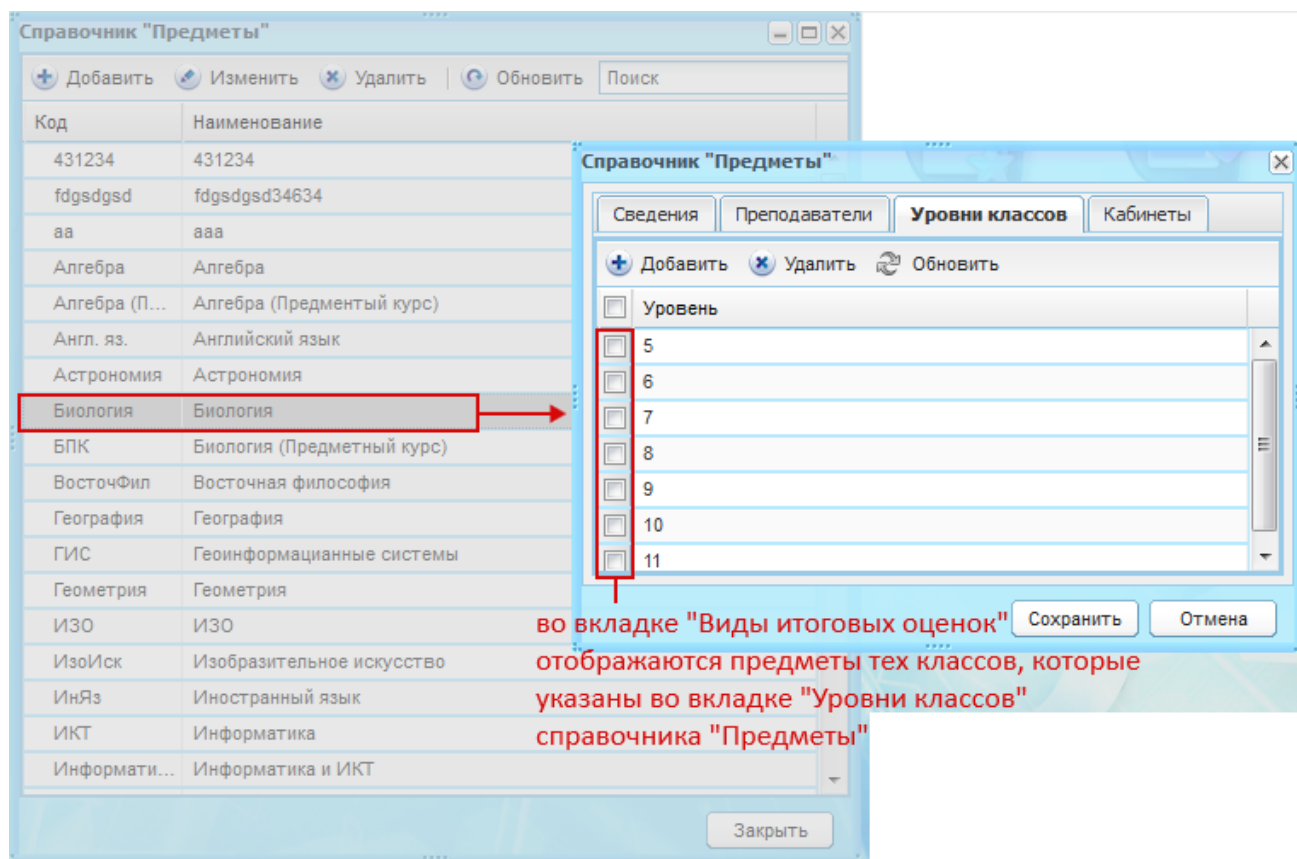 Справочник "Предметы"
Добавить Изменить Удалить Обновить Поиск
Код Наименование
431234 431234
fdgsdgsd fdgsdgsd34634
aa aaa
Алгебра Алгебра
Алгебра (П... Алгебра (Предментый курс)
Англ. яз. Английский язык
Астрономия Астрономия
Биология Биология
БПК Биология (Предметный курс)
ВосточФил Восточная философия
География География
ГИС Геоинформацианные системы
Геометрия Геометрия
ИЗО ИЗО
ИзоИск Изобразительное искусство
ИнЯз Иностранный язык
ИКТ Информатика
Информати... Информатика и ИКТ
Закрыть
Справочник "Предметы"
Сведения Преподаватели Уровни классов Кабинеты
Добавить Удалить Обновить
Уровень
5
6
7
8
9
10
11
Сохранить Отмена
во вкладке "Виды итоговых оценок"
отображаются предметы тех классов, которые
указаны во вкладке "Уровни классов"
справочника "Предметы"